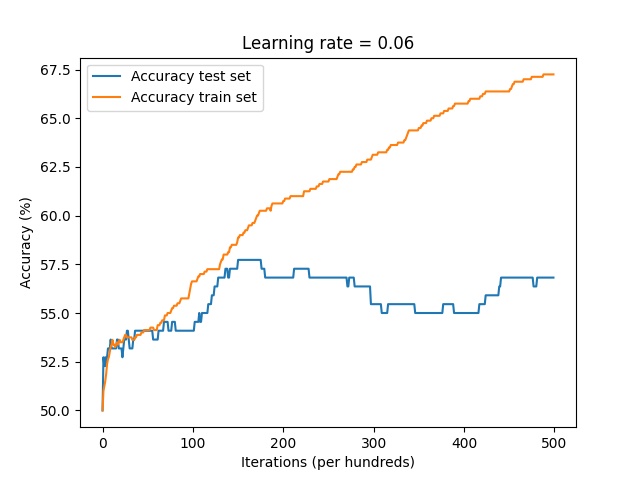 Learning rate = 0.06
Accuracy test set
Accuracy train set
67.5
65.0
62.5
60.0
57.5
55.0
52.5
50.0
Accuracy (%)
0 100 200 300 400 500
Iterations (per hundreds)